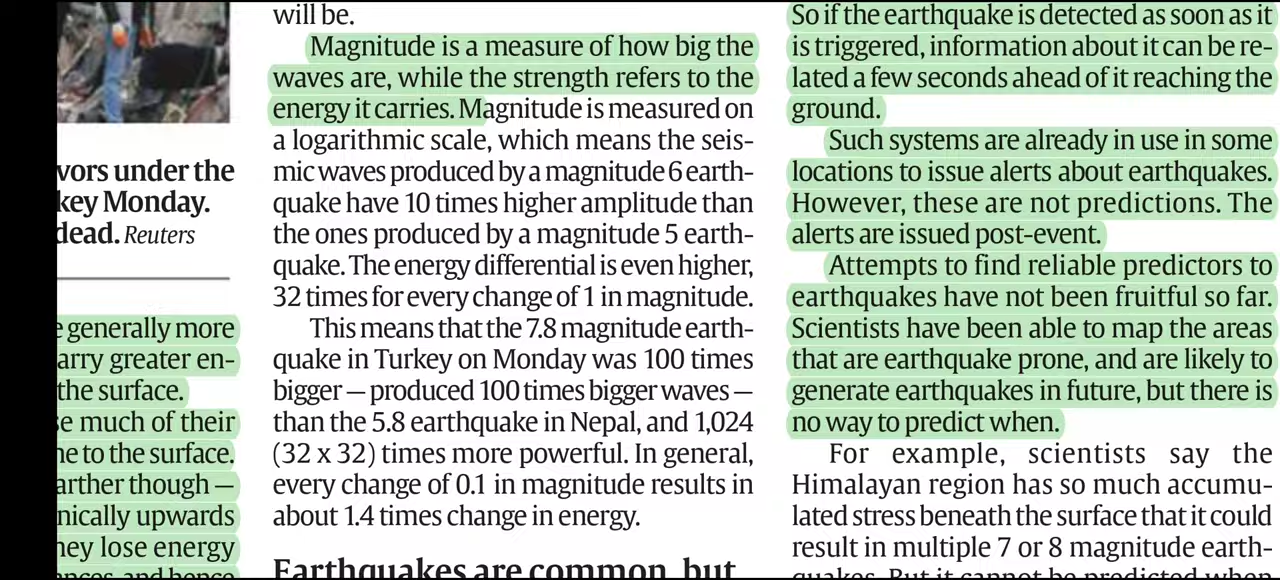 vors under the
key Monday.
dead. Reuters
e generally more
arry greater en-
the surface.
se much of their
me to the surface.
arther though —
nically upwards
hey lose energy
ences and hence
will be.
Magnitude is a measure of how big the
waves are, while the strength refers to the
energy it carries. Magnitude is measured on
a logarithmic scale, which means the seis-
mic waves produced by a magnitude 6 earth-
quake have 10 times higher amplitude than
the ones produced by a magnitude 5 earth-
quake. The energy differential is even higher,
32 times for every change of 1 in magnitude.
This means that the 7.8 magnitude earth-
quake in Turkey on Monday was 100 times
bigger — produced 100 times bigger waves —
than the 5.8 earthquake in Nepal, and 1,024
(32 x 32) times more powerful. In general,
every change of 0.1 in magnitude results in
about 1.4 times change in energy.
Earthquakes are common, but
So if the earthquake is detected as soon as it
is triggered, information about it can be re-
lated a few seconds ahead of it reaching the
ground.
Such systems are already in use in some
locations to issue alerts about earthquakes.
However, these are not predictions. The
alerts are issued post-event.
Attempts to find reliable predictors to
earthquakes have not been fruitful so far.
Scientists have been able to map the areas
that are earthquake prone, and are likely to
generate earthquakes in future, but there is
no way to predict when.
For example, scientists say the
Himalayan region has so much accumu-
lated stress beneath the surface that it could
result in multiple 7 or 8 magnitude earth-
quakes. But it cannot be predicted when